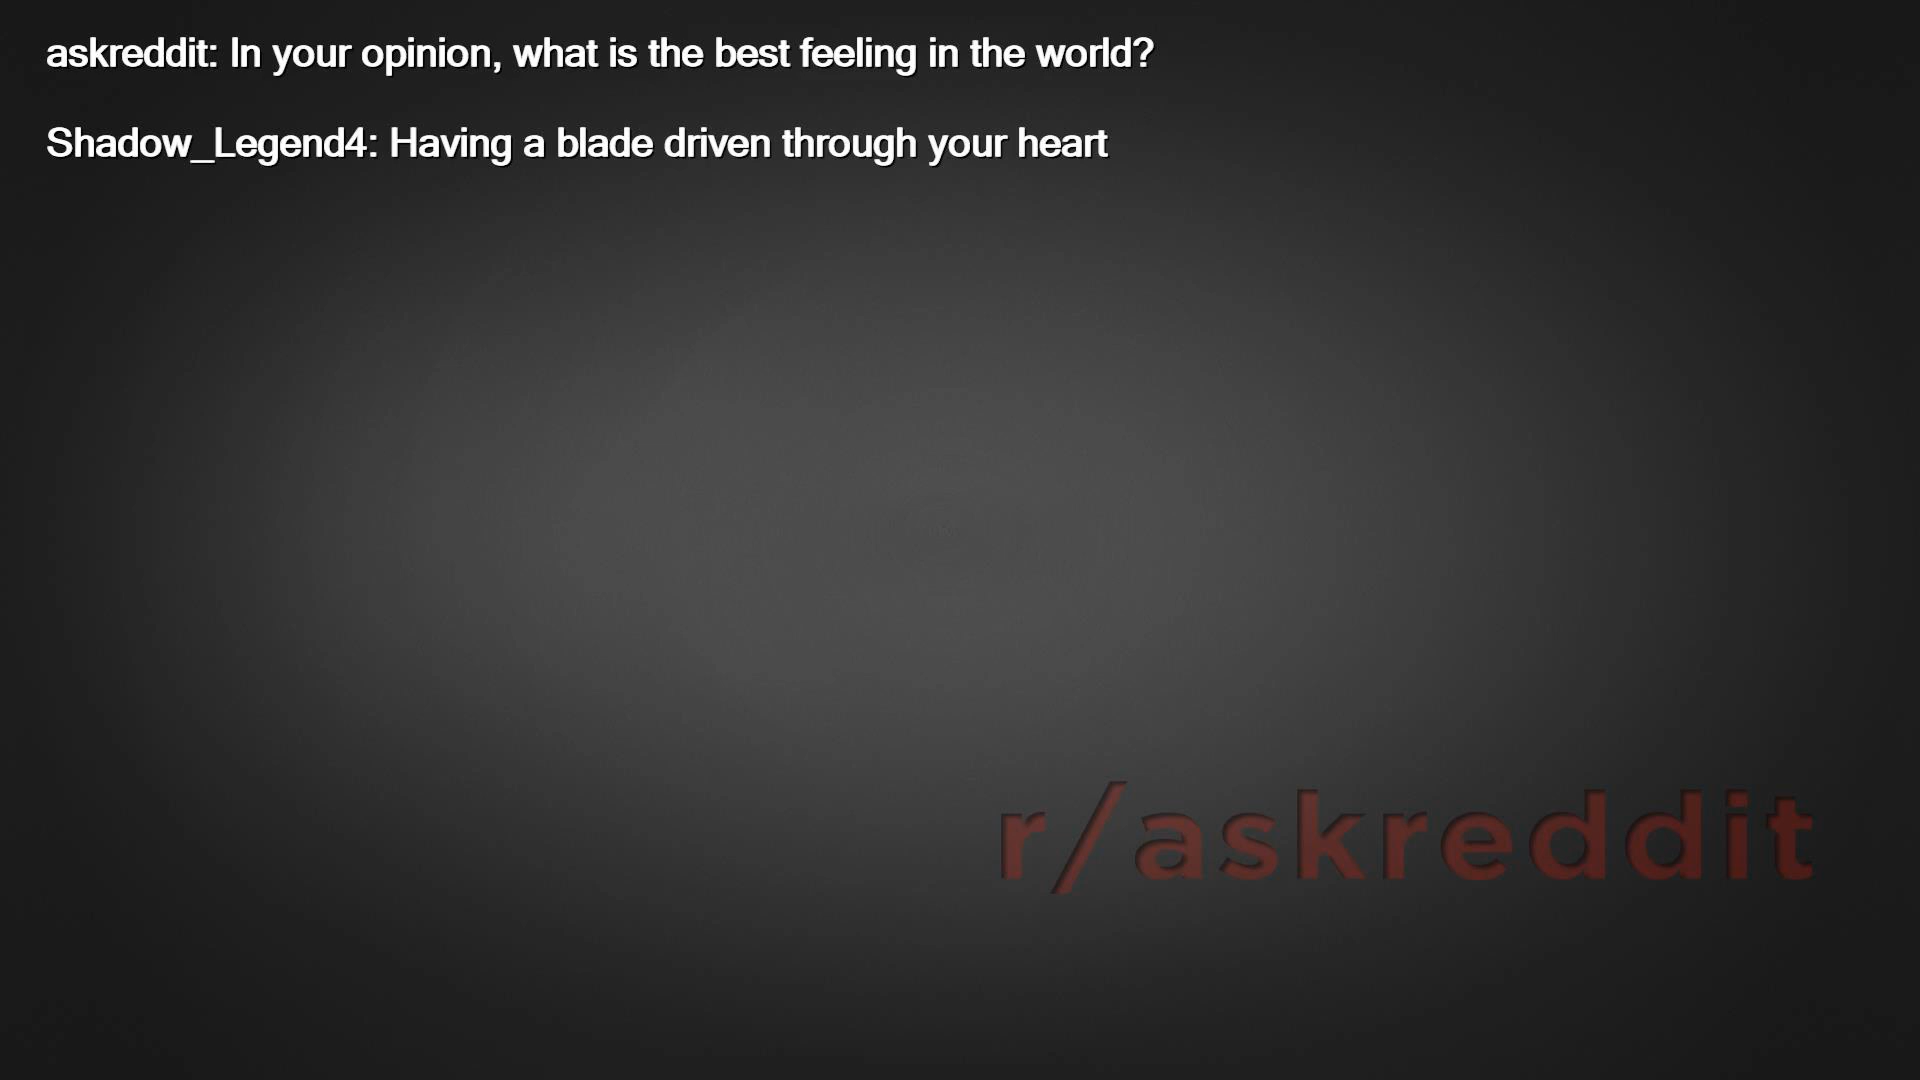 askreddit: In your opinion, what is the best feeling in the world?
Shadow_Legend4: Having a blade driven through your heart
r/askreddit